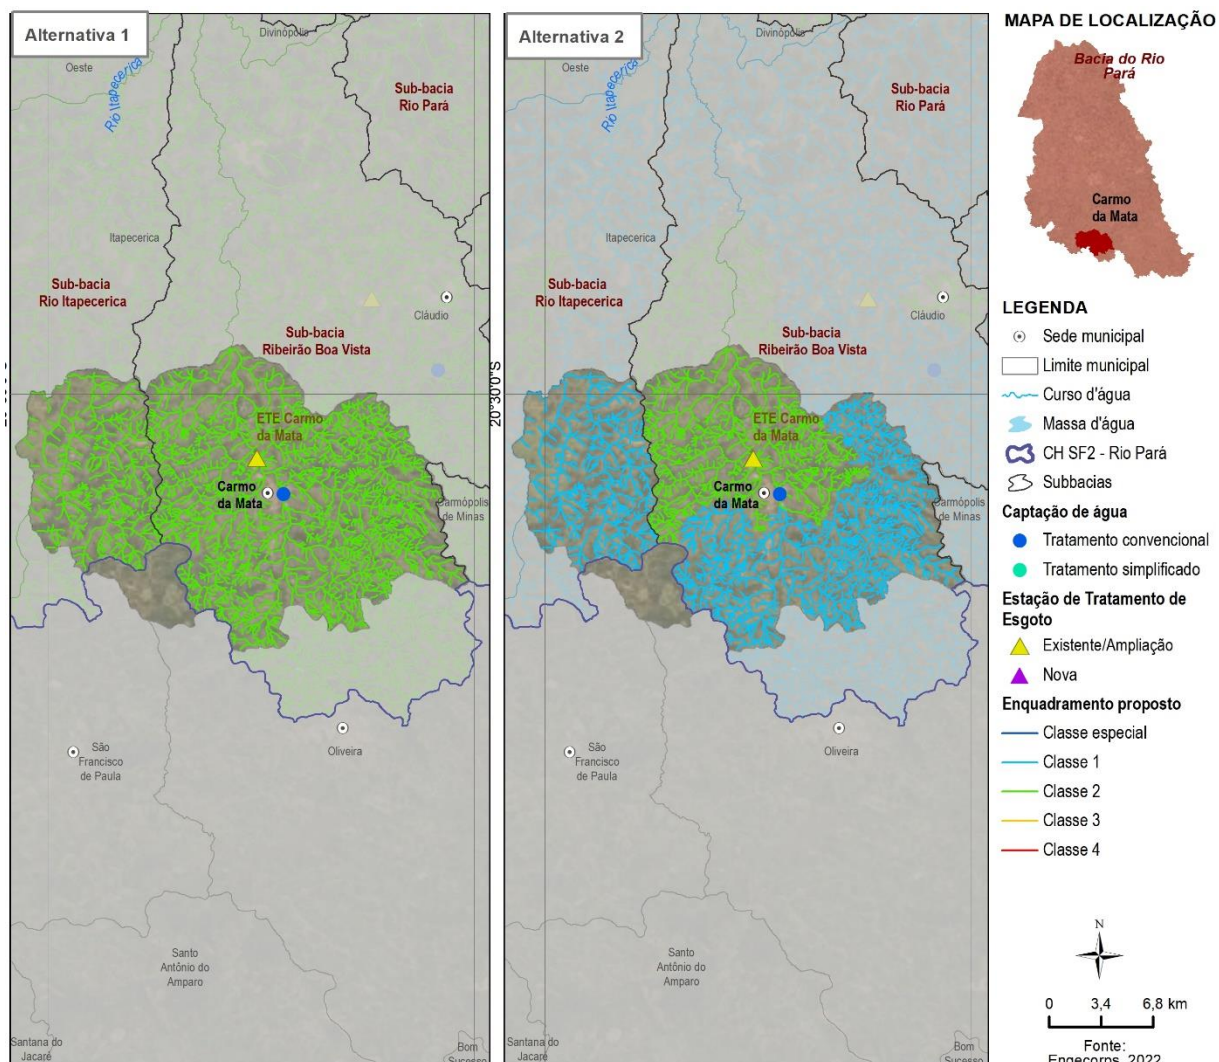 Alternativa 1
Divinópolis
Oeste
Rio Itapecerica
Sub-bacia
Rio Pará
Itapecerica
Sub-bacia
Rio Itapecerica
Cláudio
Sub-bacia
Ribeirão Boa Vista
ETE Carmo
da Mata
Carmo
da Mata
Carmópolis
de Minas
São
Francisco
de Paula
Oliveira
Santo
Antônio do
Amparo
Santana do
Jacaré
Bom
Sucesso
20°30'0"S
Alternativa 2
Divinópolis
Oeste
Rio Itapecerica
Sub-bacia
Rio Pará
Itapecerica
Sub-bacia
Rio Itapecerica
Cláudio
Sub-bacia
Ribeirão Boa Vista
ETE Carmo
da Mata
Carmo
da Mata
Carmópolis
de Minas
São
Francisco
de Paula
Oliveira
Santo
Antônio do
Amparo
Santana do
Jacaré
Bom
Sucesso
MAPA DE LOCALIZAÇÃO
Bacia do Rio
Pará
Carmo
da Mata
LEGENDA
Sede municipal
Limite municipal
Curso d'água
Massa d'água
CH SF2 - Rio Pará
Subbacias
Captação de água
Tratamento convencional
Tratamento simplificado
Estação de Tratamento de
Esgoto
Existente/Ampliação
Nova
Enquadramento proposto
Classe especial
Classe 1
Classe 2
Classe 3
Classe 4
N
0 3,4 6,8 km
Fonte:
Engecorps, 2022